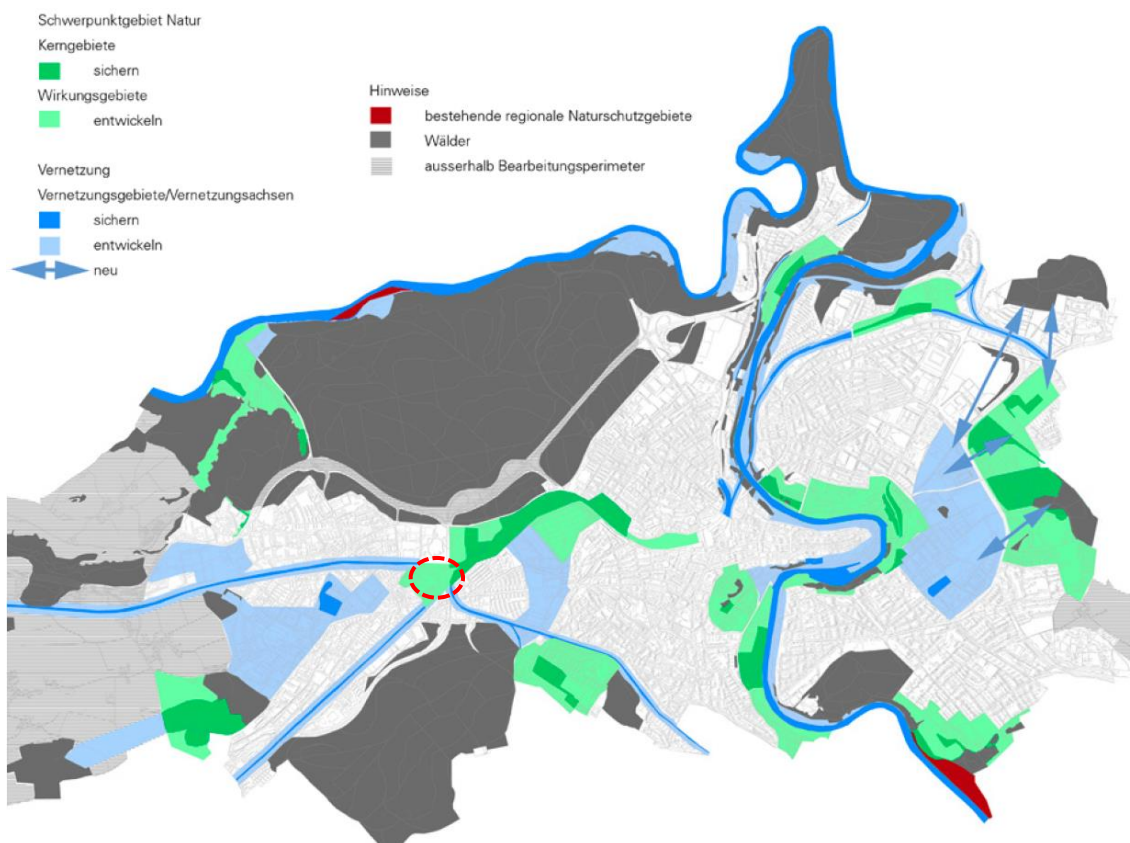 Schwerpunktgebiet Natur
Kerngebiete
sichern
Wirkungsgebiete
entwickeln
Vernetzung
Vernetzungsgebiete/Vernetzungsachsen
sichern
entwickeln
neu
Hinweise
bestehende regionale Naturschutzgebiete
Wälder
ausserhalb Bearbeitungsperimeter